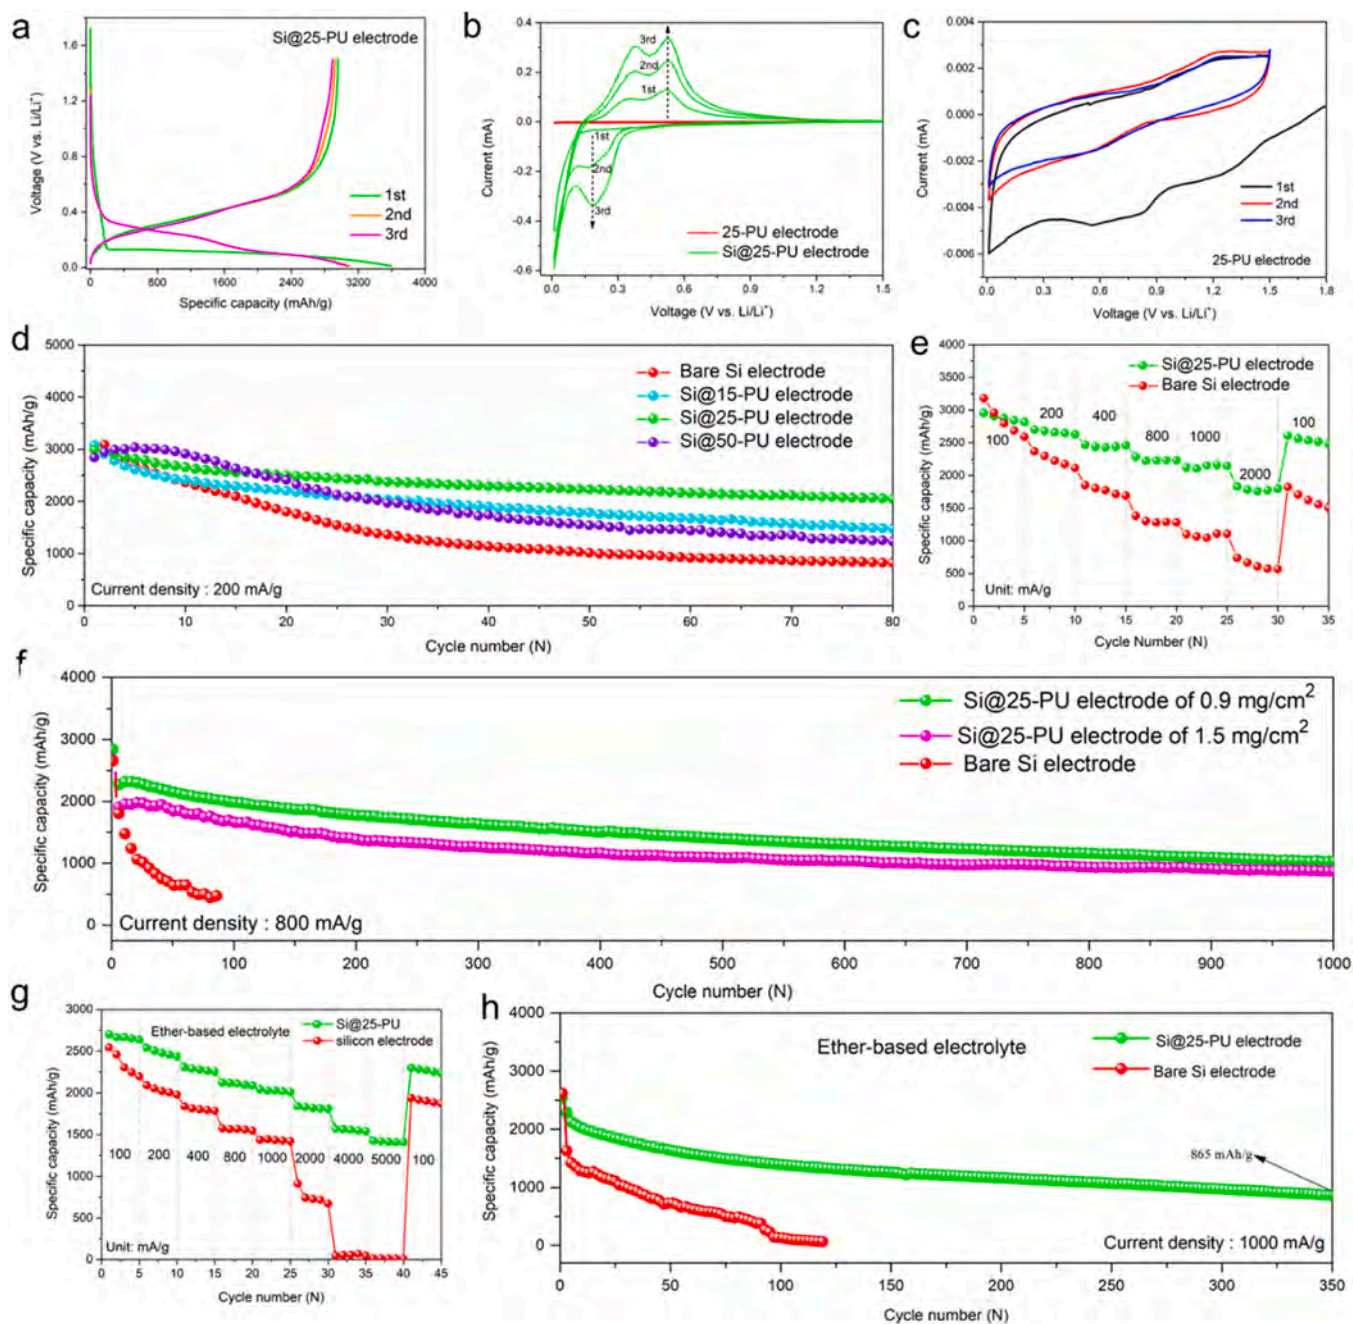 a
Si@25-PU electrode
1.6
1.2
0.8
0.4
0.0
Voltage (V vs. Li/Li⁺)
1st
2nd
3rd
0 800 1600 2400 3200 4000
Specific capacity (mAh/g)
b
0.4
0.2
0.0
-0.2
-0.4
-0.6
Current (mA)
3rd
2nd
1st
1st
2nd
3rd
25-PU electrode
Si@25-PU electrode
0.0 0.3 0.6 0.9 1.2 1.5
Voltage (V vs. Li/Li⁺)
c
0.004
0.002
0.000
-0.002
-0.004
-0.006
Current (mA)
1st
2nd
3rd
25-PU electrode
0.0 0.3 0.6 0.9 1.2 1.5 1.8
Voltage (V vs. Li/Li⁺)
d
5000
4000
3000
2000
1000
0
Specific capacity (mAh/g)
Bare Si electrode
Si@15-PU electrode
Si@25-PU electrode
Si@50-PU electrode
Current density : 200 mA/g
0 10 20 30 40 50 60 70 80
Cycle number (N)
e
4000
3500
3000
2500
2000
1500
1000
500
0
Specific capacity (mAh/g)
Si@25-PU electrode
Bare Si electrode
100
200
400
800
1000
2000
100
Unit: mA/g
0 5 10 15 20 25 30 35
Cycle Number (N)
f
4000
3000
2000
1000
0
Specific capacity (mAh/g)
Si@25-PU electrode of 0.9 mg/cm²
Si@25-PU electrode of 1.5 mg/cm²
Bare Si electrode
Current density : 800 mA/g
0 100 200 300 400 500 600 700 800 900 1000
Cycle number (N)
g
3000
2500
2000
1500
1000
500
0
Specific capacity (mAh/g)
Ether-based electrolyte
Si@25-PU
silicon electrode
100 200 400 800 1000 2000 4000 5000 100
Unit: mA/g
0 5 10 15 20 25 30 35 40 45
Cycle number (N)
h
4000
3000
2000
1000
0
Specific capacity (mAh/g)
Ether-based electrolyte
Si@25-PU electrode
Bare Si electrode
865 mAh/g
Current density : 1000 mA/g
0 50 100 150 200 250 300 350
Cycle number (N)